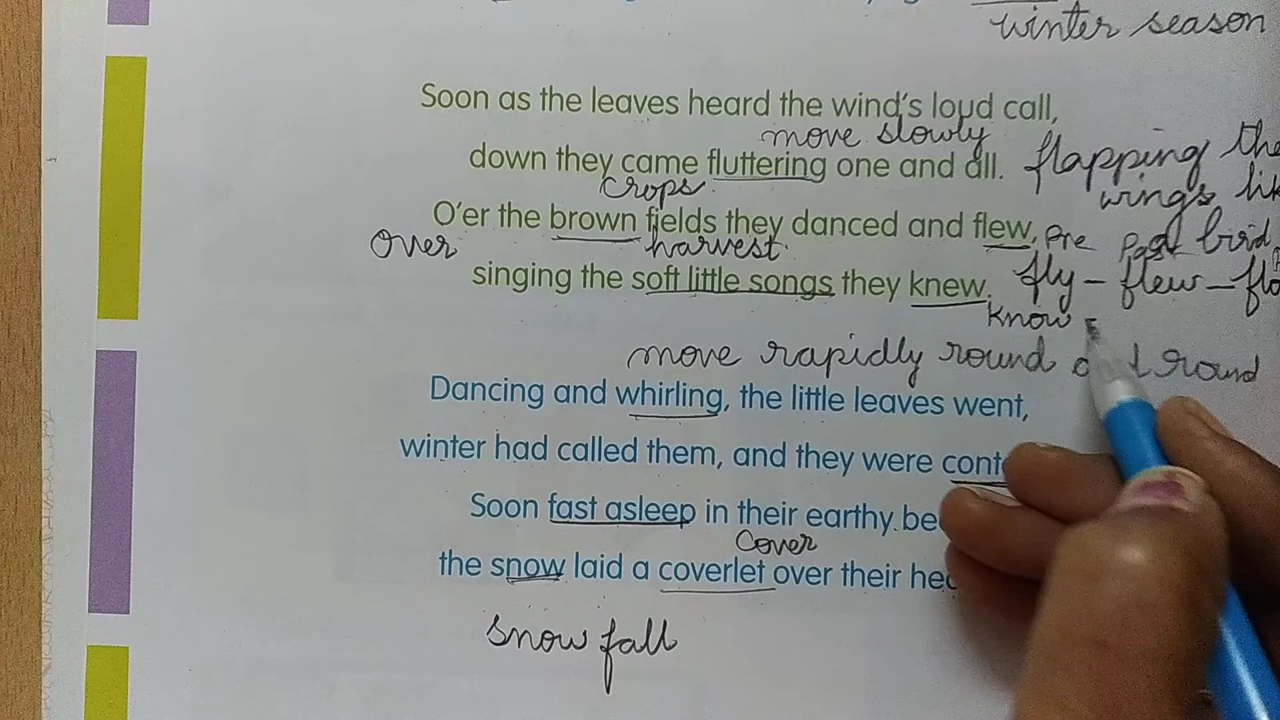 winter season
Soon as the leaves heard the wind's loud call,
move slowly
down they came fluttering one and all. flapping the
crops wings
O'er the brown fields they danced and flew, pre past bird
over harvest
singing the soft little songs they knew. fly - flew -
know
move rapidly round round
Dancing and whirling, the little leaves went,
winter had called them, and they were
Soon fast asleep in their earthy
cover
the snow laid a coverlet over their
snow fall